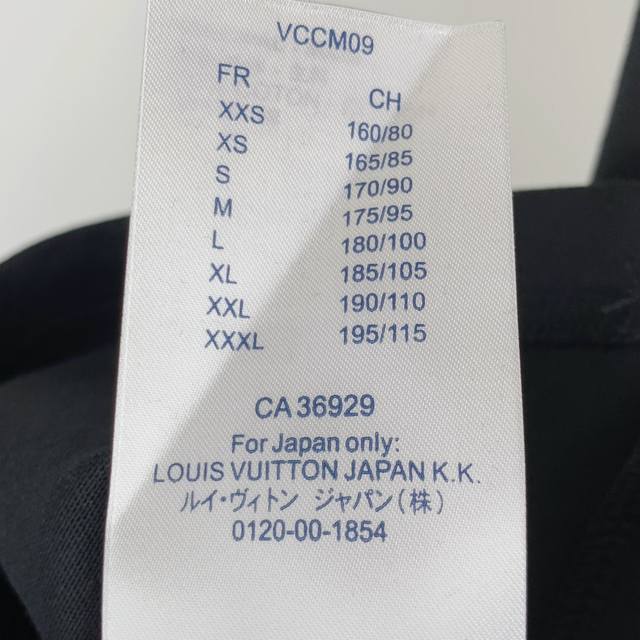 VCCM09
FR CH
XXS 160/80
XS 165/85
S 170/90
M 175/95
L 180/100
XL 185/105
XXL 190/110
XXXL 195/115
CA 36929
For Japan only:
LOUIS VUITTON JAPAN K.K.
ルイ・ヴィトン ジャパン(株)
0120-00-1854